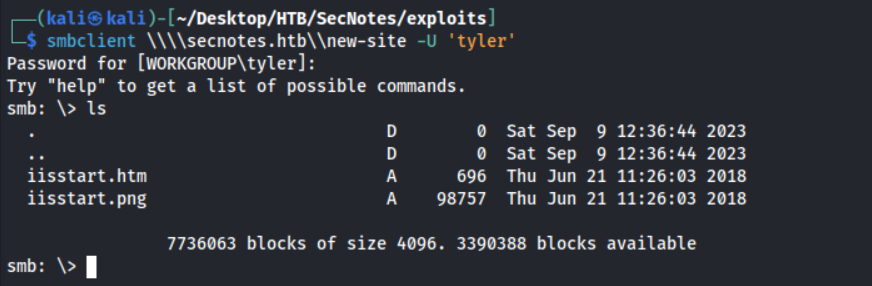 ┌──(kali㉿kali)-[~/Desktop/HTB/SecNotes/exploits]
└─$ smbclient \\\\secnotes.htb\\new-site -U 'tyler'
Password for [WORKGROUP\tyler]:
Try "help" to get a list of possible commands.
smb: \> ls
  .                                   D        0  Sat Sep  9 12:36:44 2023
  ..                                  D        0  Sat Sep  9 12:36:44 2023
  iisstart.htm                        A      696  Thu Jun 21 11:26:03 2018
  iisstart.png                        A    98757  Thu Jun 21 11:26:03 2018
                7736063 blocks of size 4096. 3390388 blocks available
smb: \>